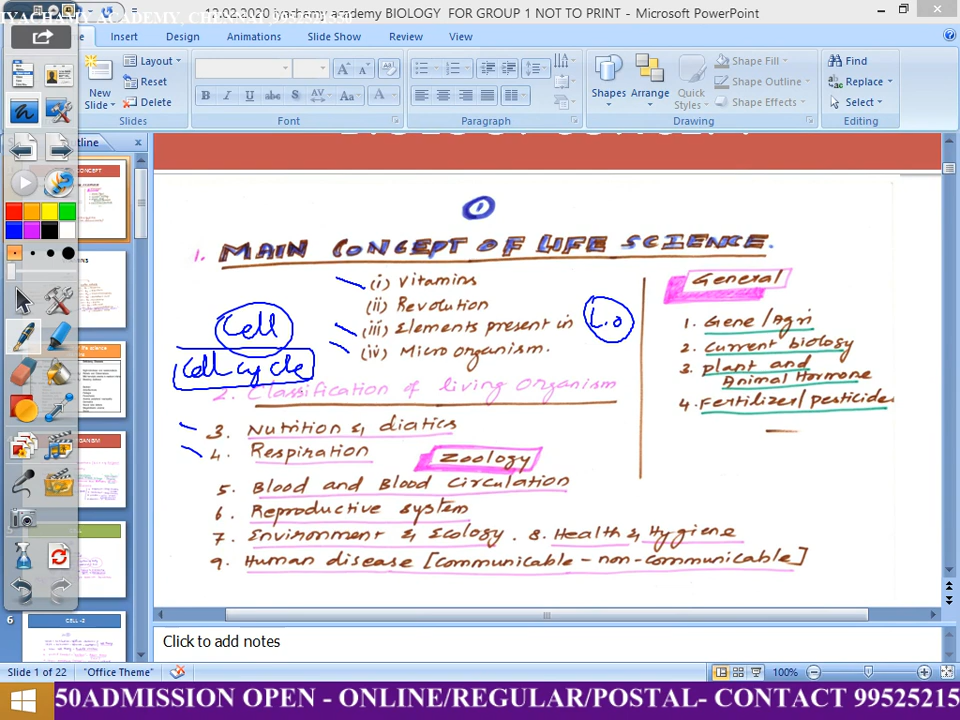 12.02.2020 iyachamy academy BIOLOGY FOR GROUP 1 NOT TO PRINT - Microsoft PowerPoint
Insert Design Animations Slide Show Review View
Layout
Reset
Delete
New Slide
Slides
Font
Paragraph
Shapes Arrange Quick Styles
Shape Fill
Shape Outline
Shape Effects
Drawing
Find
Replace
Select
Editing
1
1. MAIN CONCEPT OF LIFE SCIENCE.
(i) Vitamins
(ii) Revolution
(iii) Elements present in L.O
(iv) Micro organism.
Cell
Cell cycle
2. Classification of living organism
3. Nutrition & diatics
4. Respiration
Zoology
5. Blood and Blood Circulation
6. Reproductive system
7. Environment & Ecology. 8. Health & Hygiene
9. Human disease [Communicable - non-communicable]
General
1. Gene/Agri
2. Current biology
3. plant and
Animal Hormone
4. Fertilizer/pesticide
6
CELL -2
Click to add notes
Slide 1 of 22 "Office Theme" 100%
50ADMISSION OPEN - ONLINE/REGULAR/POSTAL- CONTACT 99525215